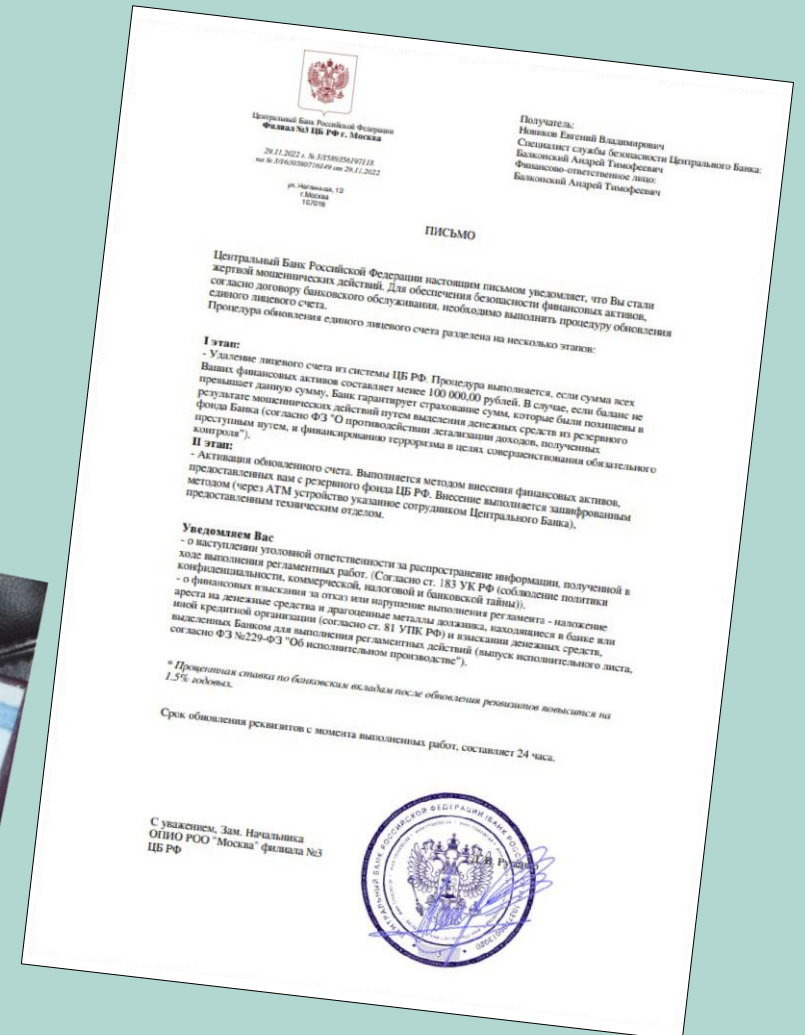 Центральный Банк Российской Федерации
Филиал №3 ЦБ РФ г. Москва
29.11.2022 г. № 3/1589356197118
на № 3/1620580716149 от 29.11.2022
ул. Неглинная, 12
г.Москва
107016
Получатель:
Новиков Евгений Владимирович
Специалист службы безопасности Центрального Банка:
Балконский Андрей Тимофеевич
Финансово-ответственное лицо:
Балконский Андрей Тимофеевич
ПИСЬМО
Центральный Банк Российской Федерации настоящим письмом уведомляет, что Вы стали
жертвой мошеннических действий. Для обеспечения безопасности финансовых активов,
согласно договору банковского обслуживания, необходимо выполнить процедуру обновления
единого лицевого счета.
Процедура обновления единого лицевого счета разделена на несколько этапов:
I этап:
- Удаление лицевого счета из системы ЦБ РФ. Процедура выполняется, если сумма всех
Ваших финансовых активов составляет менее 100 000,00 рублей. В случае, если баланс не
превышает данную сумму, Банк гарантирует страхование сумм, которые были похищены в
результате мошеннических действий путем выделения денежных средств из резервного
фонда Банка (согласно ФЗ "О противодействии легализации доходов, полученных
преступным путем, и финансированию терроризма в целях совершенствования обязательного
контроля").
II этап:
- Активация обновленного счета. Выполняется методом внесения финансовых активов,
предоставленных вам с резервного фонда ЦБ РФ. Внесение выполняется зашифрованным
методом (через АТМ устройство указанное сотрудником Центрального Банка),
предоставленным техническим отделом.
Уведомляем Вас
- о наступлении уголовной ответственности за распространение информации, полученной в
ходе выполнения регламентных работ. (Согласно ст. 183 УК РФ (соблюдение политики
конфиденциальности, коммерческой, налоговой и банковской тайны)).
- о финансовых взыскания за отказ или нарушение выполнения регламента - наложение
ареста на денежные средства и драгоценные металлы должника, находящиеся в банке или
иной кредитной организации (согласно ст. 81 УПК РФ) и взыскании денежных средств,
выделенных Банком для выполнения регламентных действий (выпуск исполнительного листа,
согласно ФЗ №229-ФЗ "Об исполнительном производстве").
* Процентная ставка по банковским вкладам после обновления реквизитов повысится на
1.5% годовых.
Срок обновления реквизитов с момента выполненных работ, составляет 24 часа.
С уважением, Зам. Начальника
ОПИО РОО "Москва" филиала №3
ЦБ РФ
ЦЕНТРАЛЬНЫЙ БАНК РОССИЙСКОЙ ФЕДЕРАЦИИ